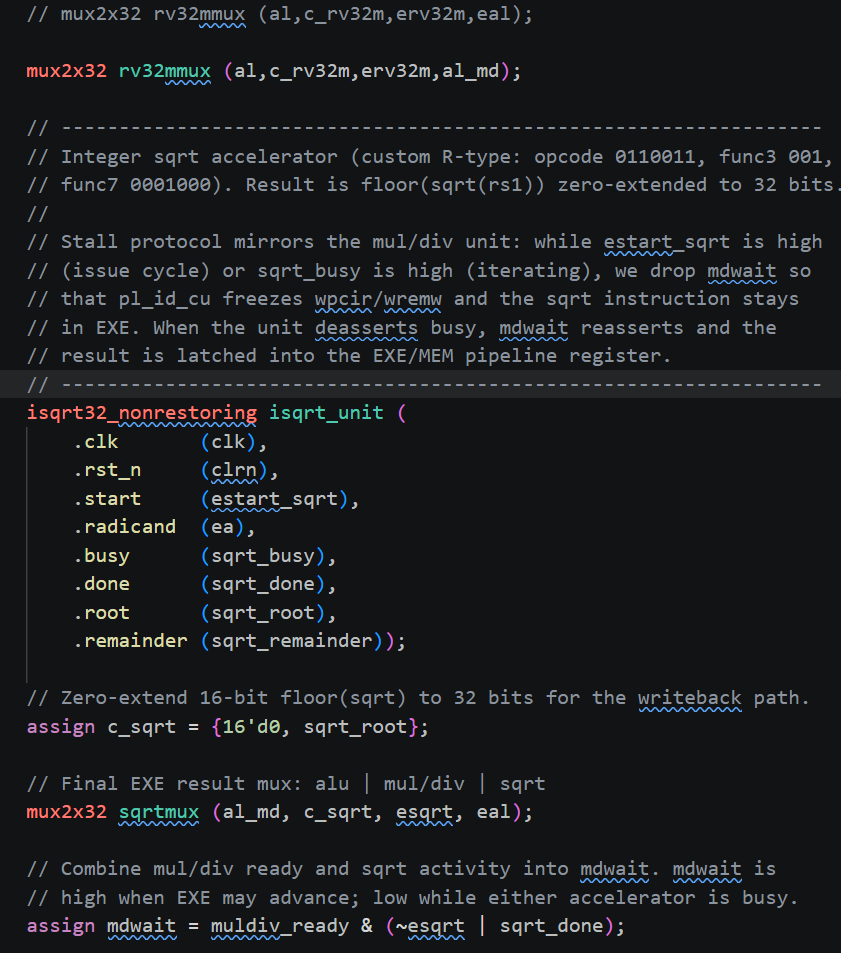 // mux2x32 rv32mmux (al,c_rv32m,erv32m,eal);
mux2x32 rv32mmux (al,c_rv32m,erv32m,al_md);
// ------------------------------------------------------------------
// Integer sqrt accelerator (custom R-type: opcode 0110011, func3 001,
// func7 0001000). Result is floor(sqrt(rs1)) zero-extended to 32 bits.
//
// Stall protocol mirrors the mul/div unit: while estart_sqrt is high
// (issue cycle) or sqrt_busy is high (iterating), we drop mdwait so
// that pl_id_cu freezes wpcir/wremw and the sqrt instruction stays
// in EXE. When the unit deasserts busy, mdwait reasserts and the
// result is latched into the EXE/MEM pipeline register.
// ------------------------------------------------------------------
isqrt32_nonrestoring isqrt_unit (
    .clk       (clk),
    .rst_n     (clrn),
    .start     (estart_sqrt),
    .radicand  (ea),
    .busy      (sqrt_busy),
    .done      (sqrt_done),
    .root      (sqrt_root),
    .remainder (sqrt_remainder));
// Zero-extend 16-bit floor(sqrt) to 32 bits for the writeback path.
assign c_sqrt = {16'd0, sqrt_root};
// Final EXE result mux: alu | mul/div | sqrt
mux2x32 sqrtmux (al_md, c_sqrt, esqrt, eal);
// Combine mul/div ready and sqrt activity into mdwait. mdwait is
// high when EXE may advance; low while either accelerator is busy.
assign mdwait = muldiv_ready & (~esqrt | sqrt_done);